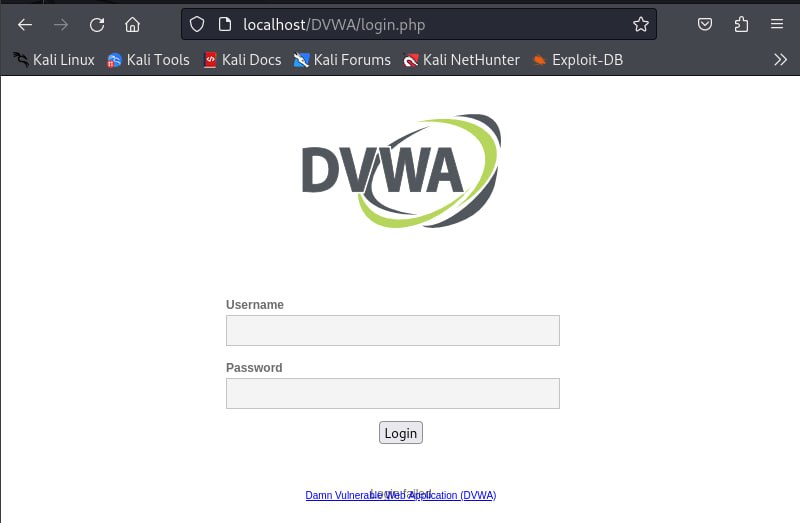 localhost/DVWA/login.php
Kali Linux Kali Tools Kali Docs Kali Forums Kali NetHunter Exploit-DB
DVWA
Username
Password
Login
Login failed
Damn Vulnerable Web Application (DVWA)